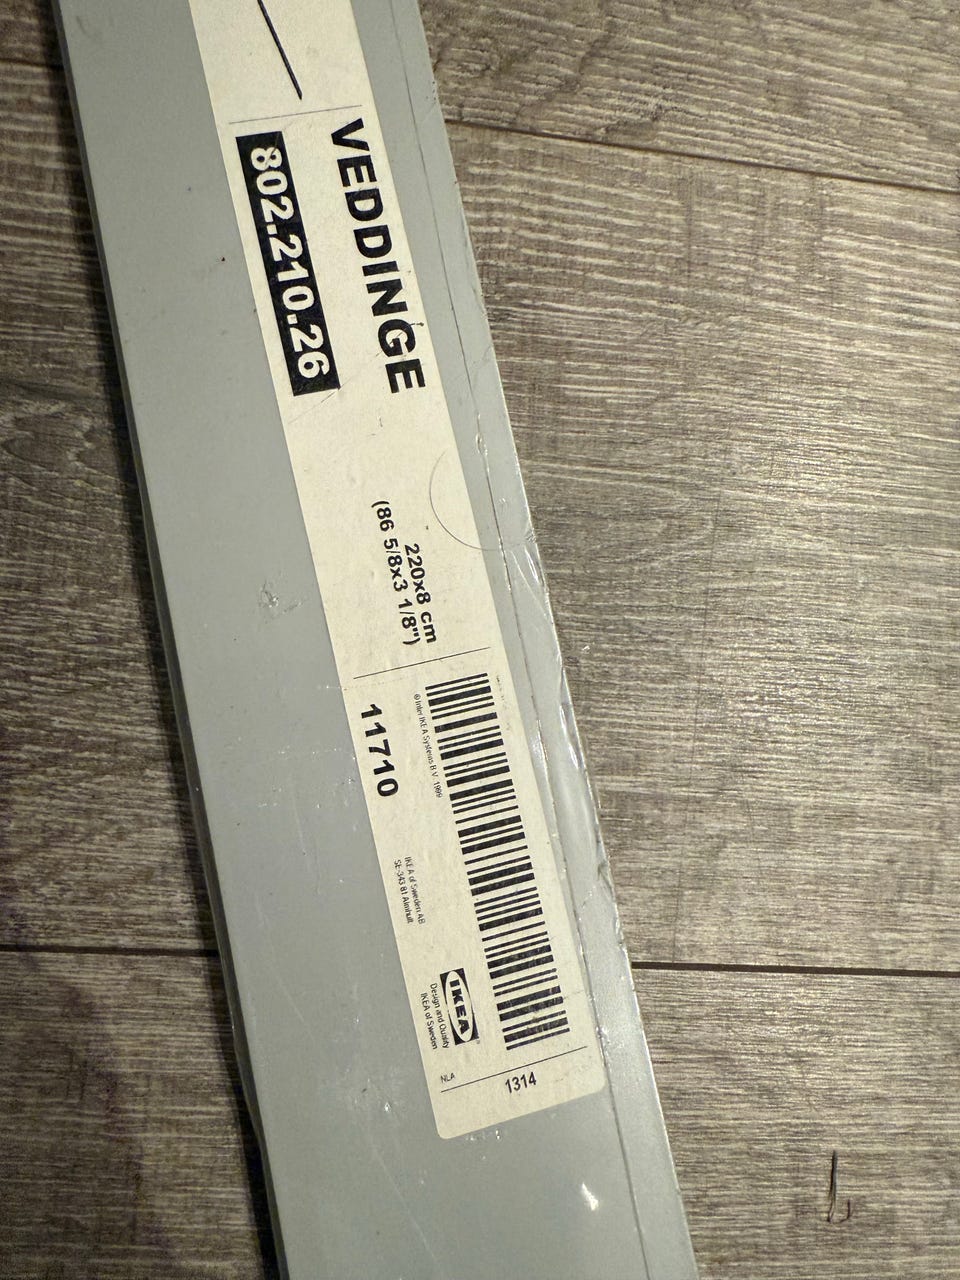 VEDDINGE
802.210.26
220x8 cm
(86 5/8x3 1/8")
© Inter IKEA Systems B.V. 1999
11710
IKEA of Sweden AB
SE-343 81 Älmhult
IKEA®
Design and Quality
IKEA of Sweden
NLA
1314